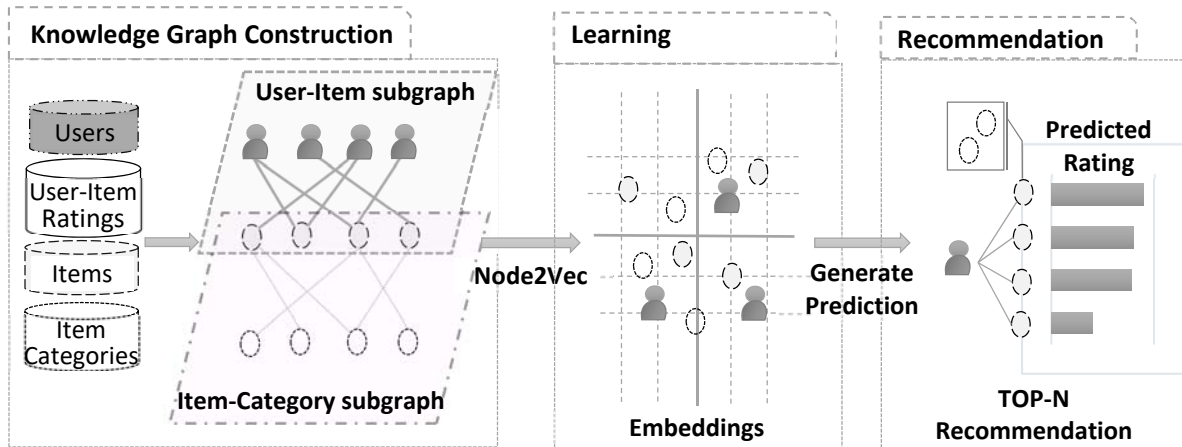 Knowledge Graph Construction
Users
User-Item
Ratings
Items
Item
Categories
User-Item subgraph
Item-Category subgraph
Node2Vec
Learning
Embeddings
Generate
Prediction
Recommendation
Predicted
Rating
TOP-N
Recommendation